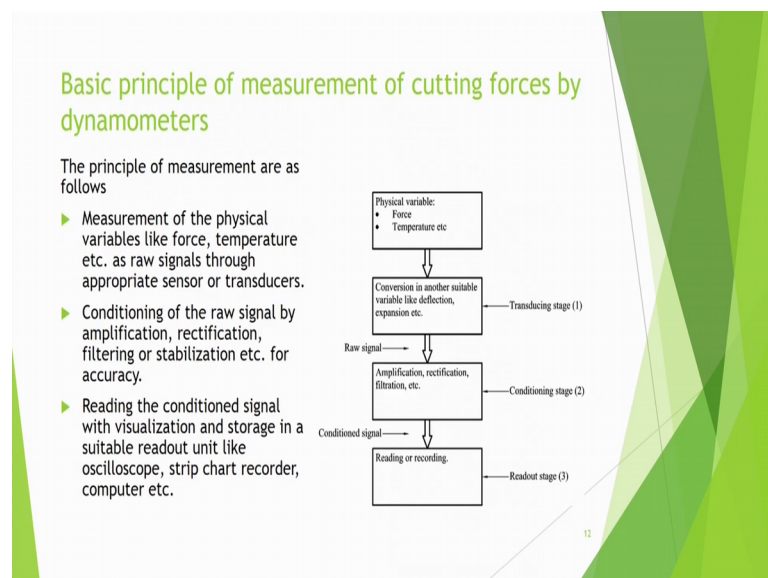 Basic principle of measurement of cutting forces by
dynamometers
The principle of measurement are as
follows
Measurement of the physical
variables like force, temperature
etc. as raw signals through
appropriate sensor or transducers.
Conditioning of the raw signal by
amplification, rectification,
filtering or stabilization etc. for
accuracy.
Reading the conditioned signal
with visualization and storage in a
suitable readout unit like
oscilloscope, strip chart recorder,
computer etc.
Physical variable:
• Force
• Temperature etc
Conversion in another suitable
variable like deflection,
expansion etc.
Transducing stage (1)
Raw signal
Amplification, rectification,
filtration, etc.
Conditioning stage (2)
Conditioned signal
Reading or recording.
Readout stage (3)
12